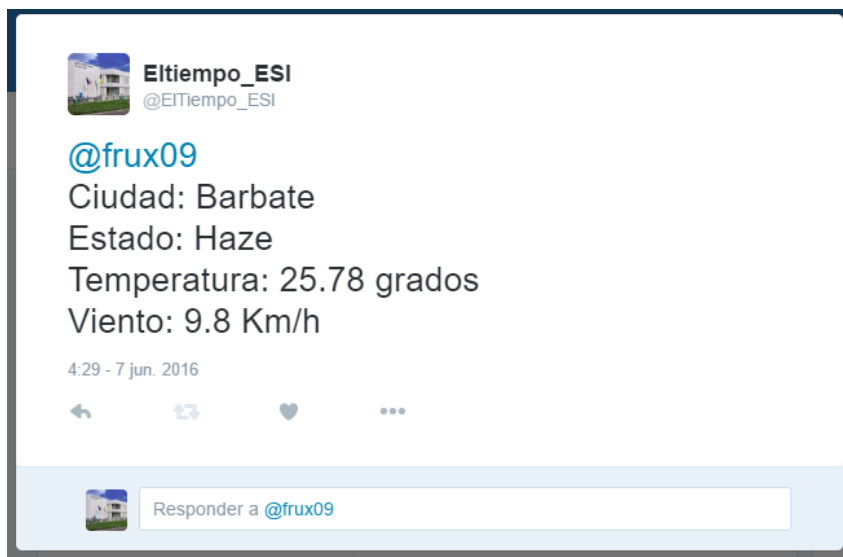 Eltiempo_ESI
@ElTiempo_ESI
@frux09
Ciudad: Barbate
Estado: Haze
Temperatura: 25.78 grados
Viento: 9.8 Km/h
4:29 - 7 jun. 2016
Responder a @frux09